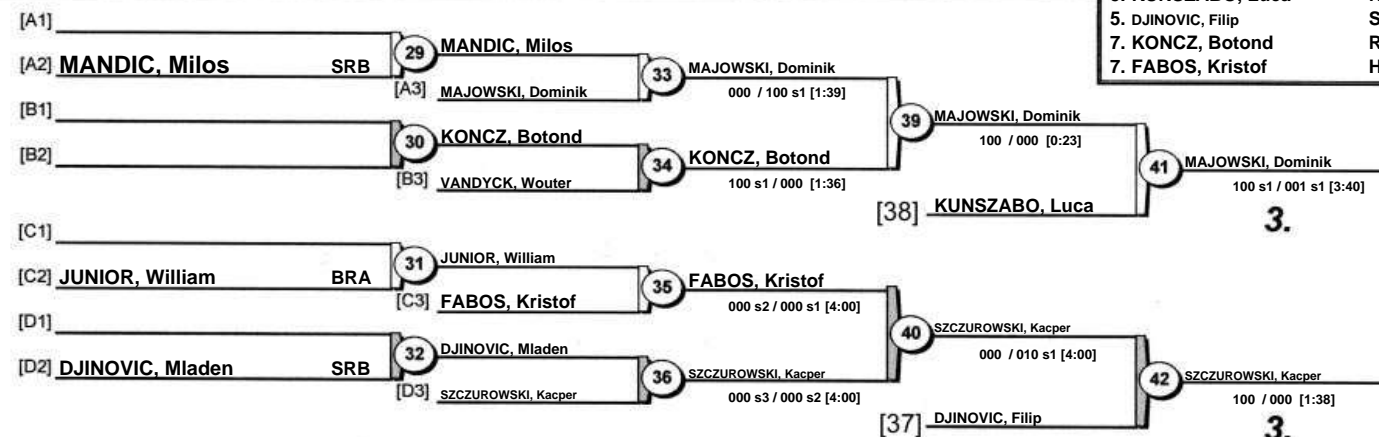 5. KUNSZABO, Luca
5. DJINOVIC, Filip S
7. KONCZ, Botond R
7. FABOS, Kristof H
[A1]
[A2] MANDIC, Milos SRB
29 MANDIC, Milos
[A3] MAJOWSKI, Dominik
33 MAJOWSKI, Dominik
000 / 100 s1 [1:39]
[B1]
[B2]
30 KONCZ, Botond
[B3] VANDYCK, Wouter
34 KONCZ, Botond
100 s1 / 000 [1:36]
39 MAJOWSKI, Dominik
100 / 000 [0:23]
[38] KUNSZABO, Luca
41 MAJOWSKI, Dominik
100 s1 / 001 s1 [3:40]
3.
[C1]
[C2] JUNIOR, William BRA
31 JUNIOR, William
[C3] FABOS, Kristof
35 FABOS, Kristof
000 s2 / 000 s1 [4:00]
[D1]
[D2] DJINOVIC, Mladen SRB
32 DJINOVIC, Mladen
[D3] SZCZUROWSKI, Kacper
36 SZCZUROWSKI, Kacper
000 s3 / 000 s2 [4:00]
40 SZCZUROWSKI, Kacper
000 / 010 s1 [4:00]
[37] DJINOVIC, Filip
42 SZCZUROWSKI, Kacper
100 / 000 [1:38]
3.